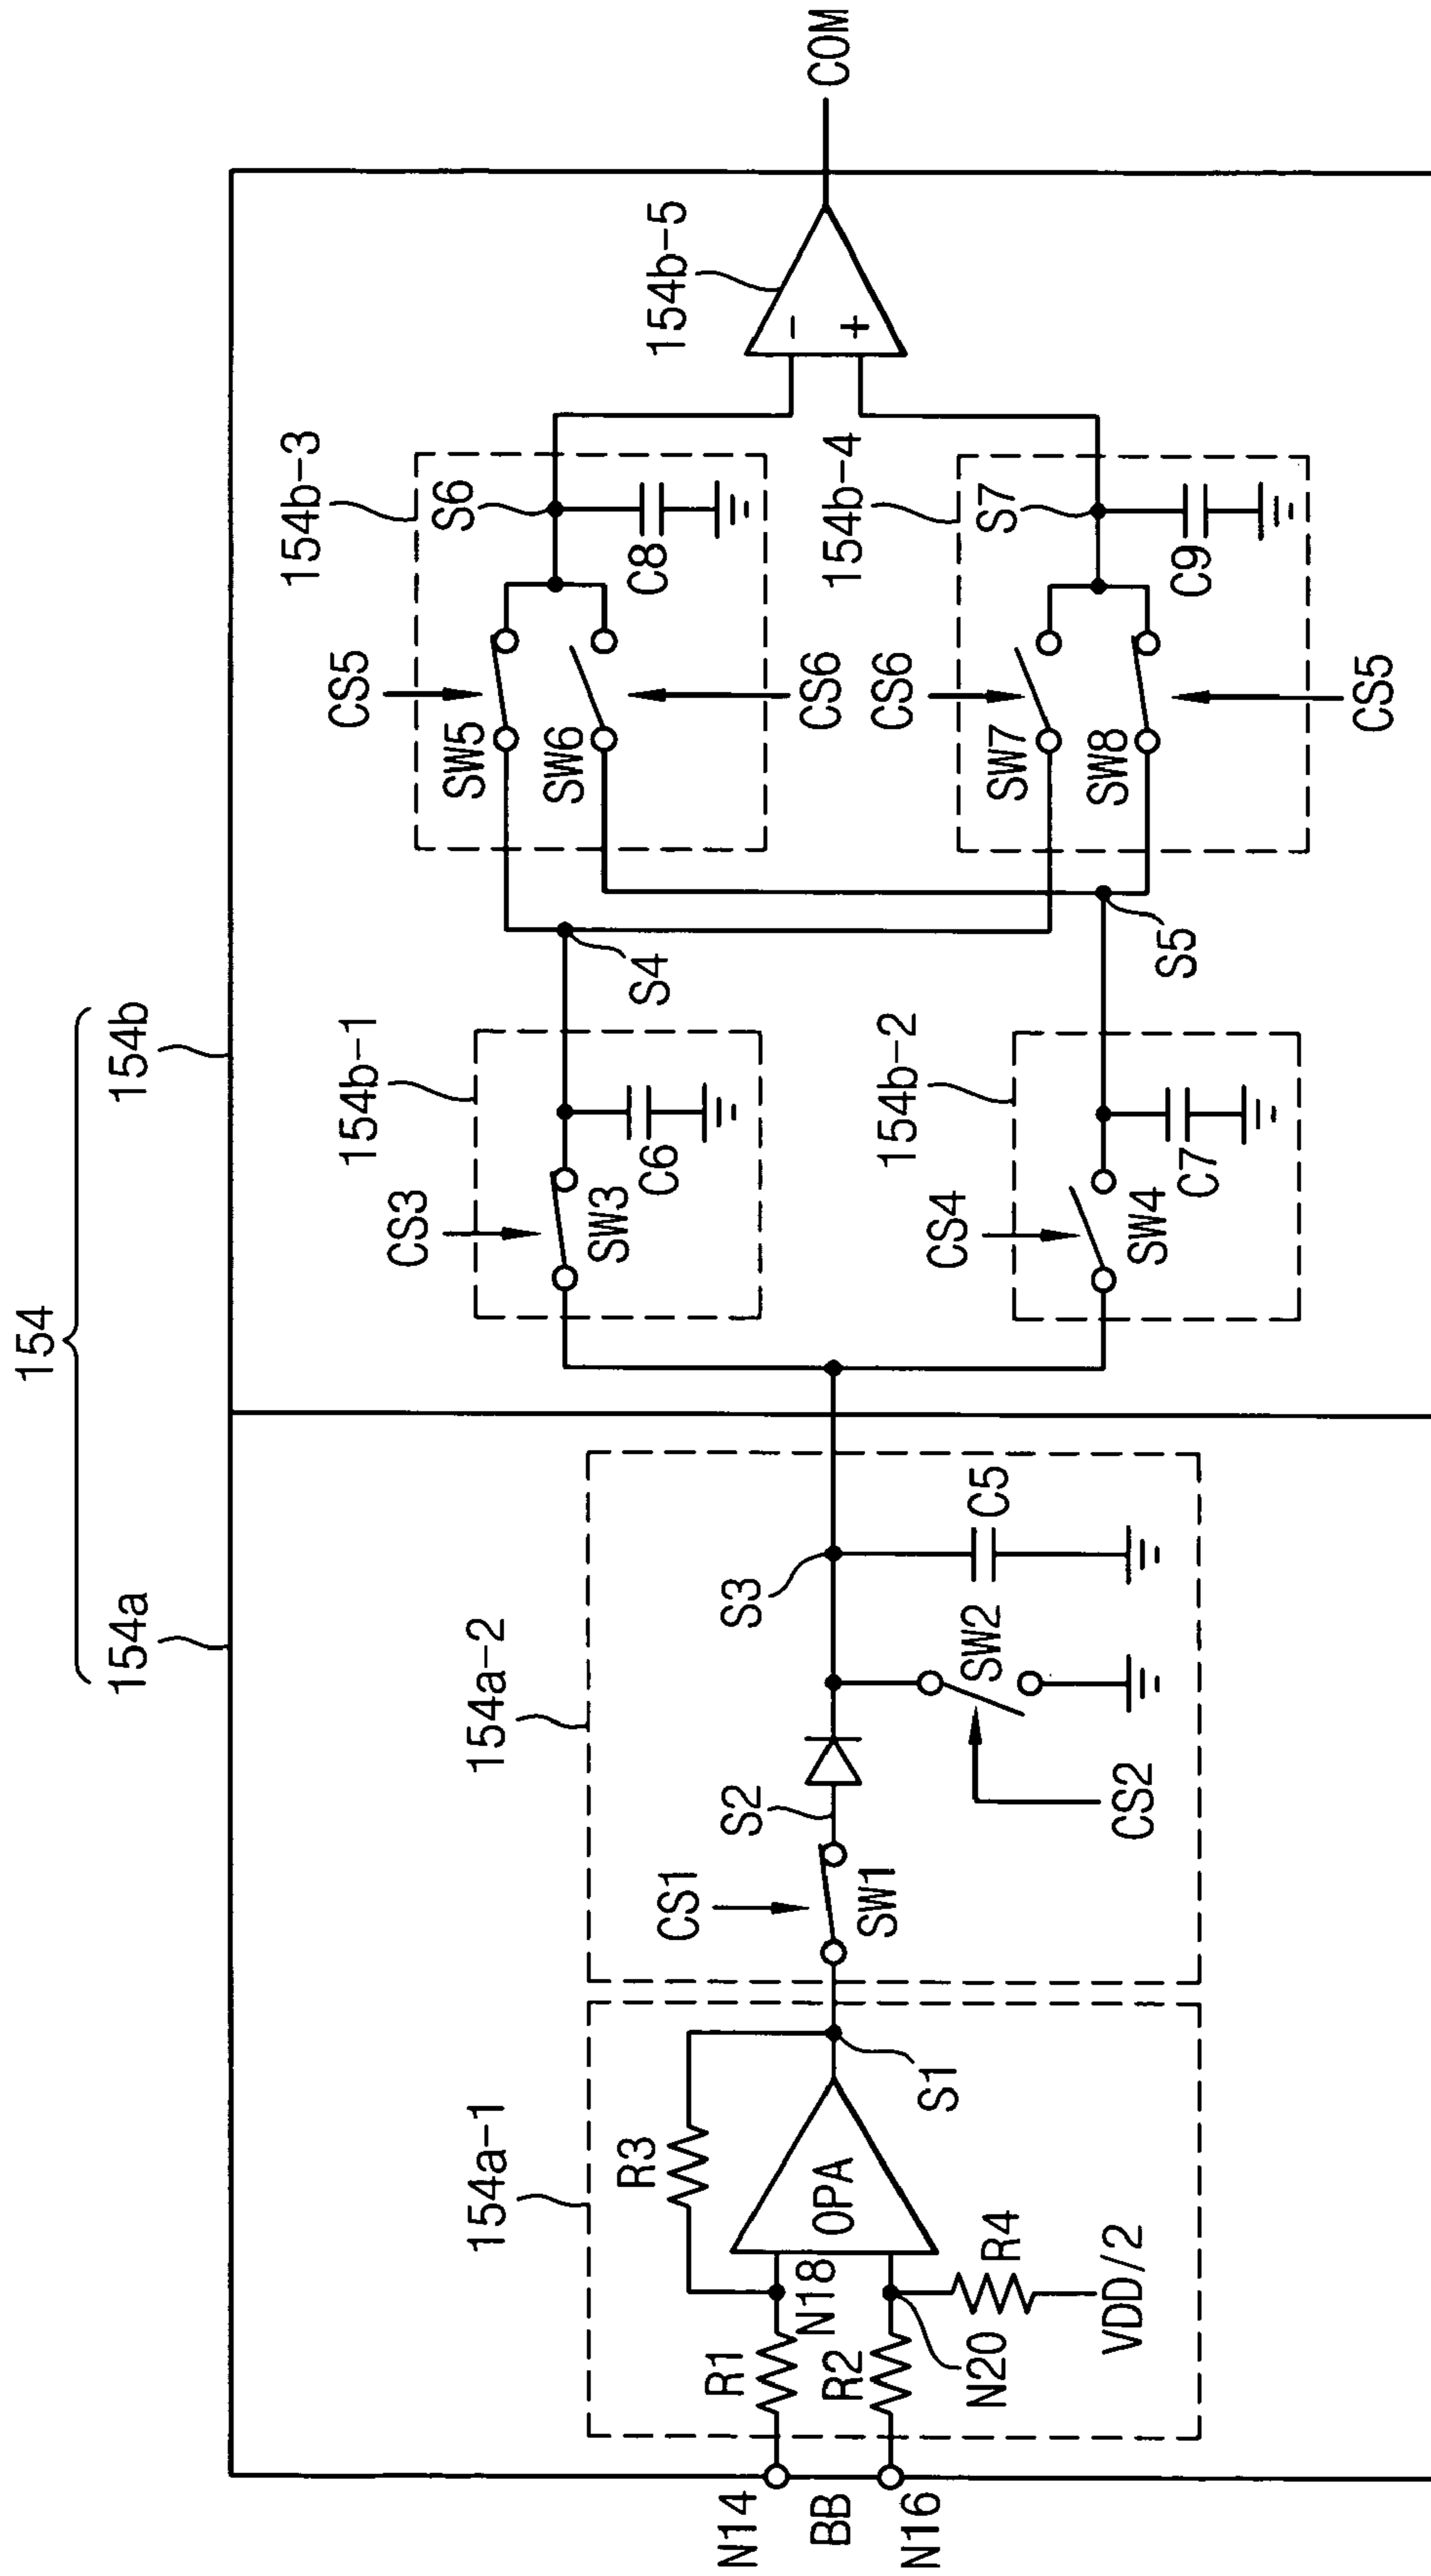 154
154a
154b
154a-1
R3
R1
N18
OPA
N14
BB
N16
R2
N20
R4
VDD/2
S1
154a-2
CS1
SW1
S2
S3
SW2
CS2
C5
154b-1
CS3
SW3
C6
S4
154b-2
CS4
SW4
C7
S5
154b-3
CS5
SW5
SW6
CS6
S6
C8
154b-4
CS6
SW7
SW8
CS5
S7
C9
154b-5
-
+
COM